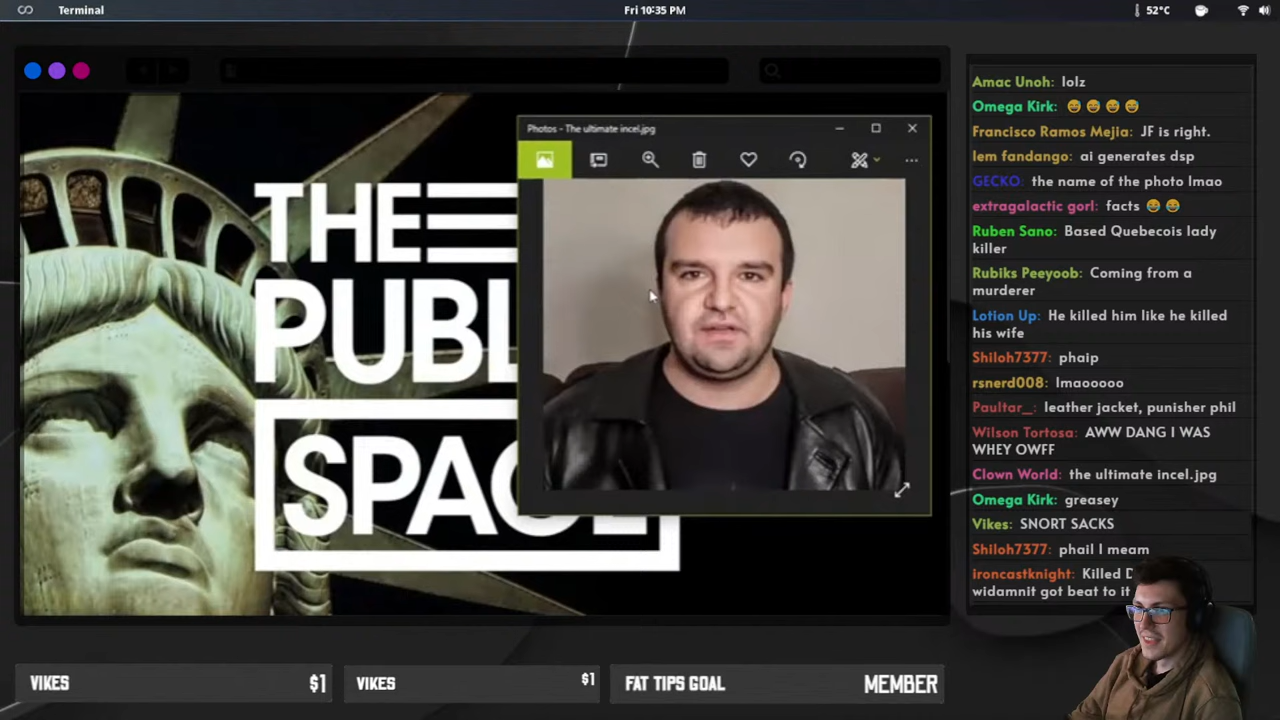 Terminal
Fri 10:35 PM
52°C
THE
PUBL
SPACE
Photos - The ultimate incel.jpg
Amac Unoh: lolz
Omega Kirk: 😅 😅 😅 😅
Francisco Ramos Mejia: JF is right.
lem fandango: ai generates dsp
GECKO: the name of the photo lmao
extragalactic gorl: facts 😂 😂
Ruben Sano: Based Quebecois lady
killer
Rubiks Peeyoob: Coming from a
murderer
Lotion Up: He killed him like he killed
his wife
Shiloh7377: phaip
rsnerd008: lmaooooo
Paultar_: leather jacket, punisher phil
Wilson Tortosa: AWW DANG I WAS
WHEY OWFF
Clown World: the ultimate incel.jpg
Omega Kirk: greasey
Vikes: SNORT SACKS
Shiloh7377: phail I meam
ironcastknight: Killed D
widamnit got beat to it
VIKES $1
VIKES $1
FAT TIPS GOAL MEMBER